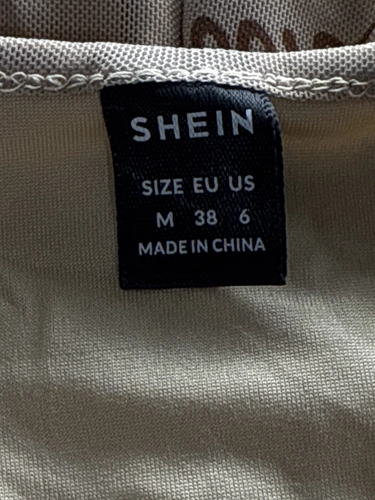 SHEIN
SIZE EU US
M 38 6
MADE IN CHINA